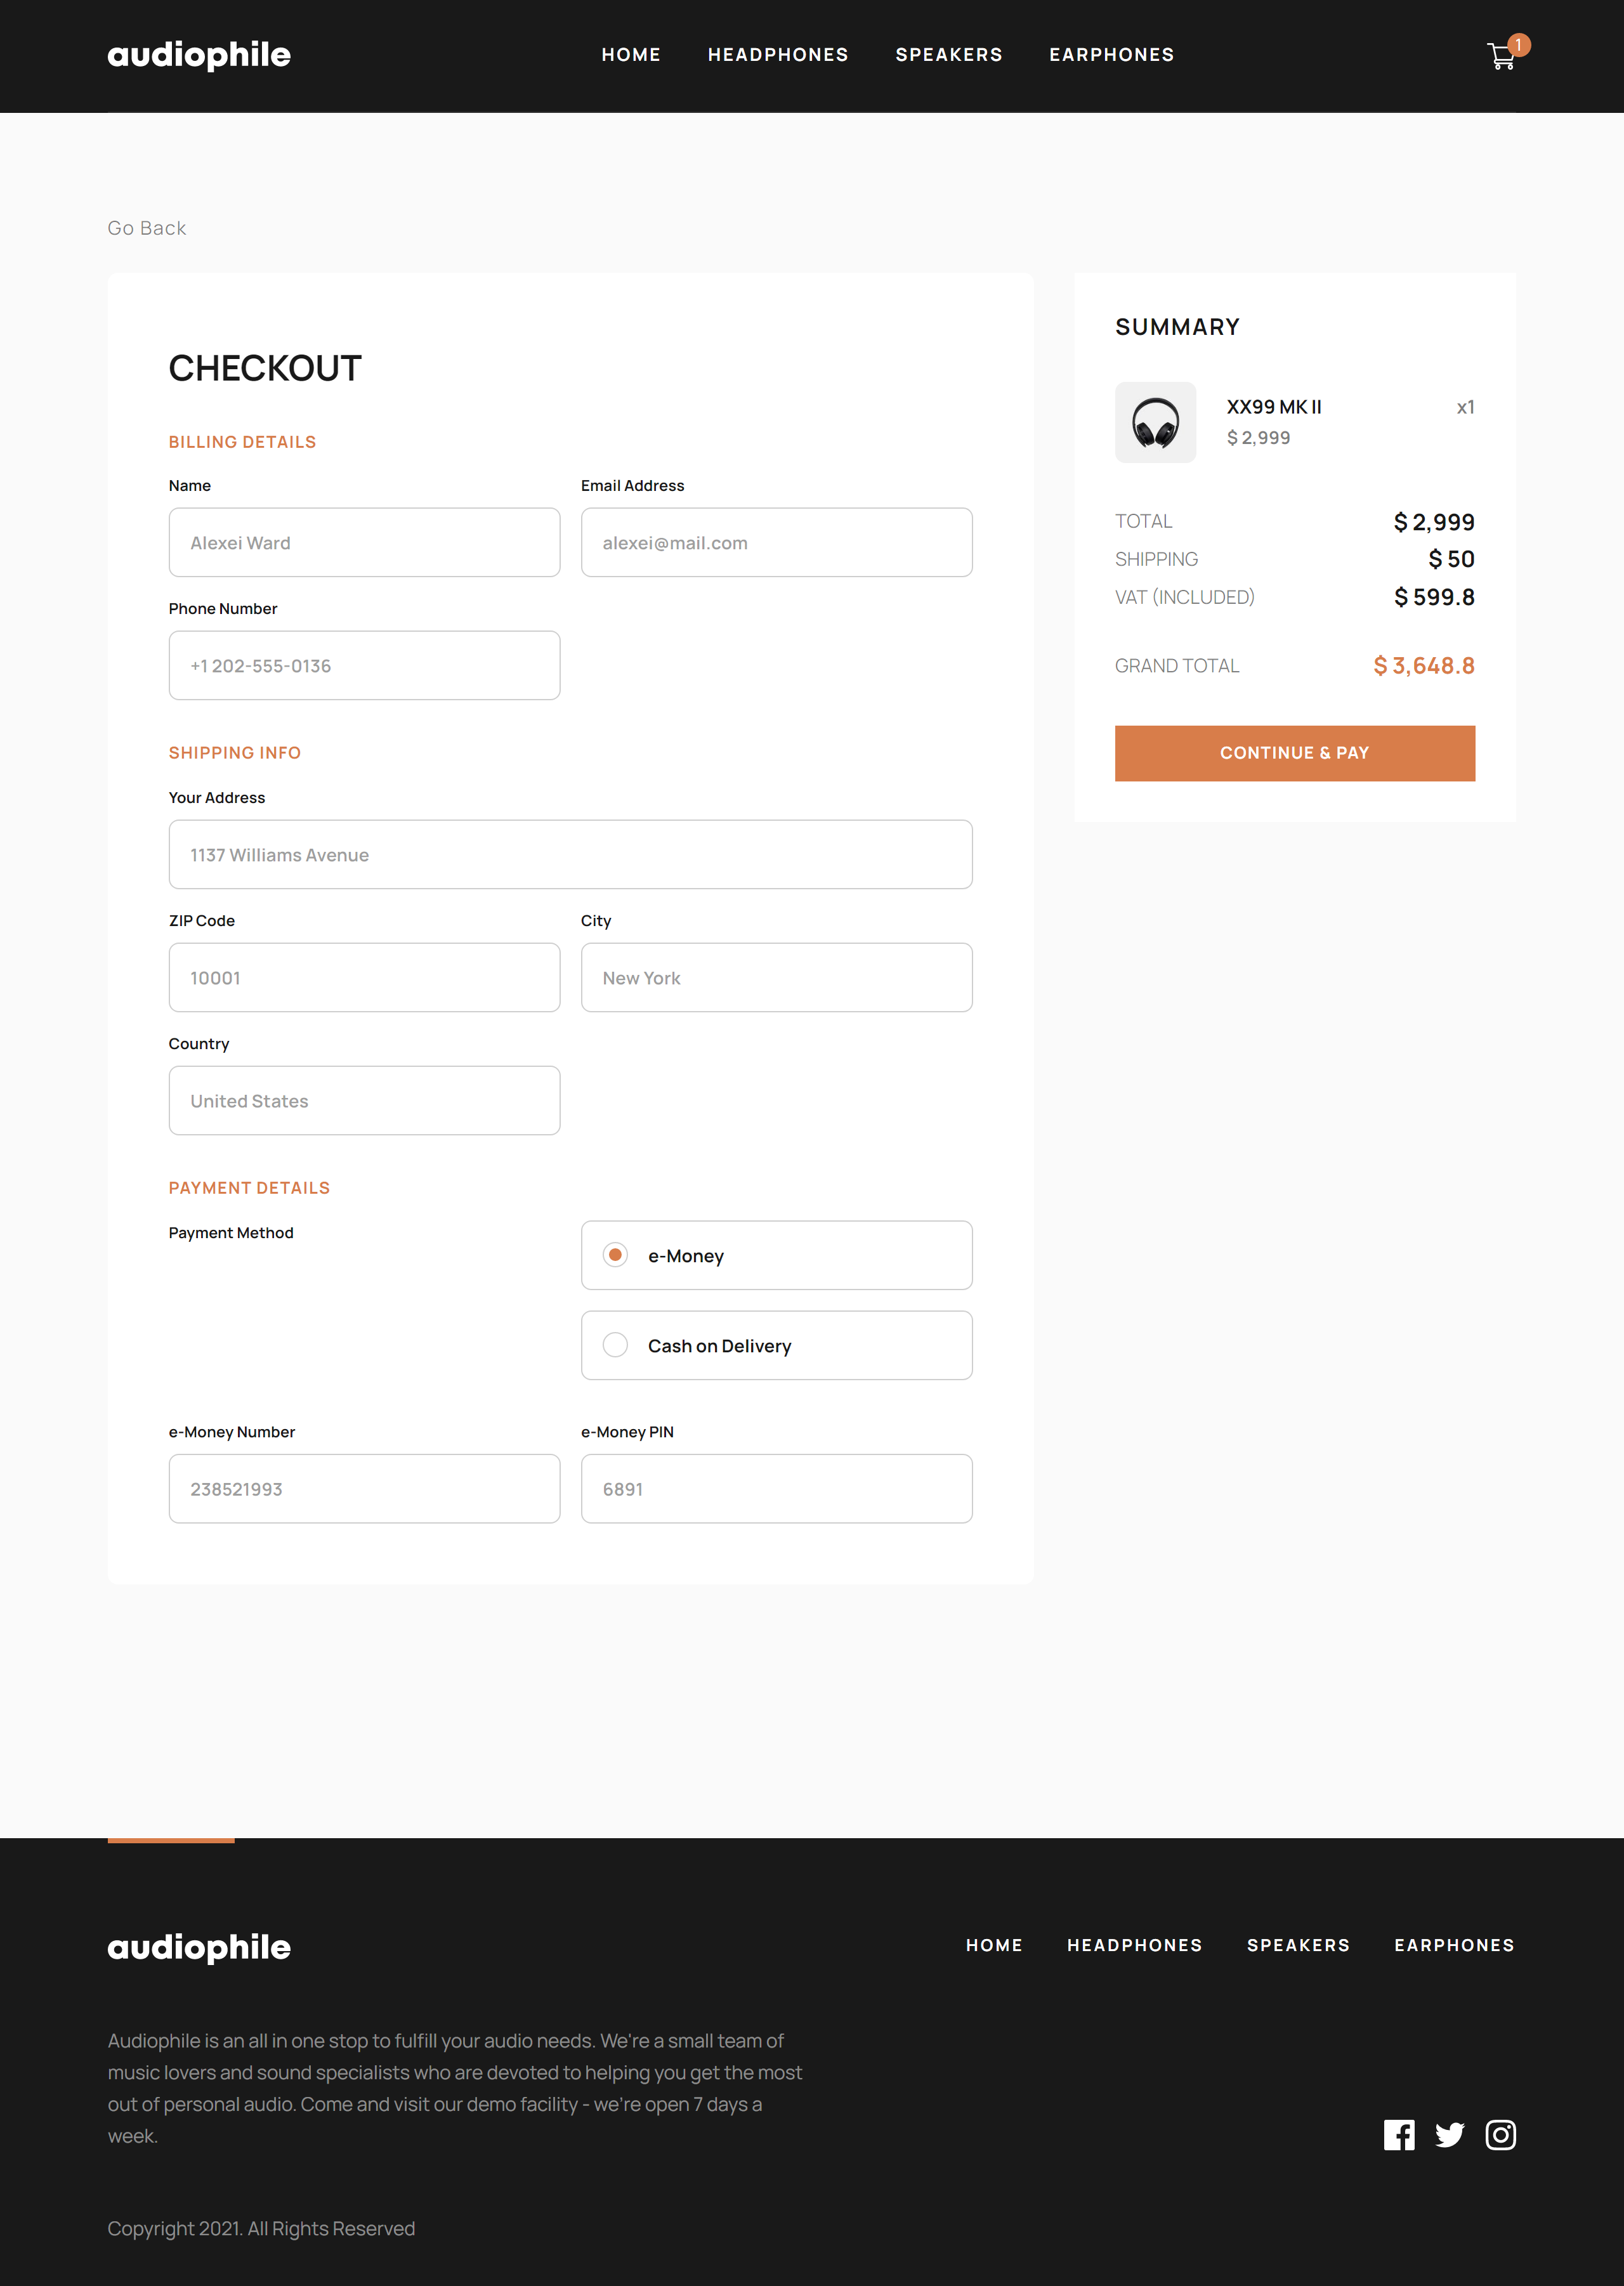 audiophile
HOME HEADPHONES SPEAKERS EARPHONES
1
Go Back
CHECKOUT
BILLING DETAILS
Name
Email Address
Alexei Ward
alexei@mail.com
Phone Number
+1 202-555-0136
SHIPPING INFO
Your Address
1137 Williams Avenue
ZIP Code
City
10001
New York
Country
United States
PAYMENT DETAILS
Payment Method
e-Money
Cash on Delivery
e-Money Number
e-Money PIN
238521993
6891
SUMMARY
XX99 MK II
x1
$ 2,999
TOTAL
$ 2,999
SHIPPING
$ 50
VAT (INCLUDED)
$ 599.8
GRAND TOTAL
$ 3,648.8
CONTINUE & PAY
audiophile
HOME HEADPHONES SPEAKERS EARPHONES
Audiophile is an all in one stop to fulfill your audio needs. We're a small team of
music lovers and sound specialists who are devoted to helping you get the most
out of personal audio. Come and visit our demo facility - we're open 7 days a
week.
Copyright 2021. All Rights Reserved